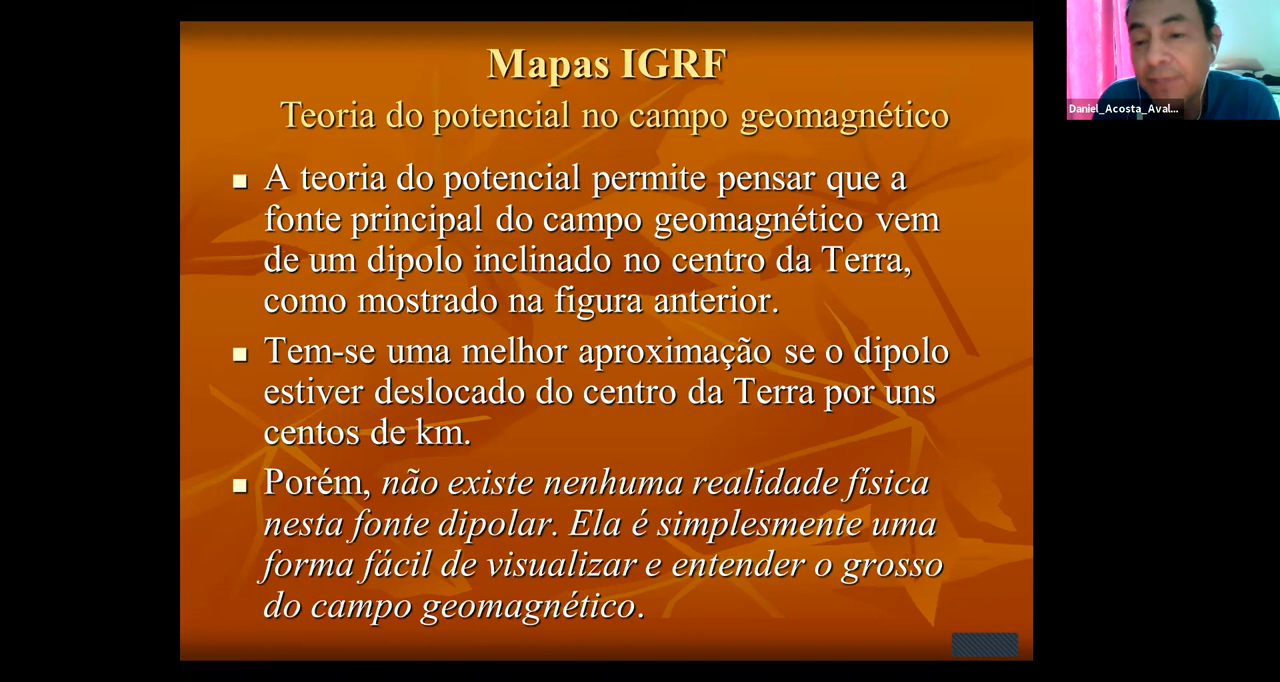 Mapas IGRF
Teoria do potencial no campo geomagnético
A teoria do potencial permite pensar que a
fonte principal do campo geomagnético vem
de um dipolo inclinado no centro da Terra,
como mostrado na figura anterior.
Tem-se uma melhor aproximação se o dipolo
estiver deslocado do centro da Terra por uns
centos de km.
Porém, não existe nenhuma realidade física
nesta fonte dipolar. Ela é simplesmente uma
forma fácil de visualizar e entender o grosso
do campo geomagnético.
Daniel_Acosta_Aval...